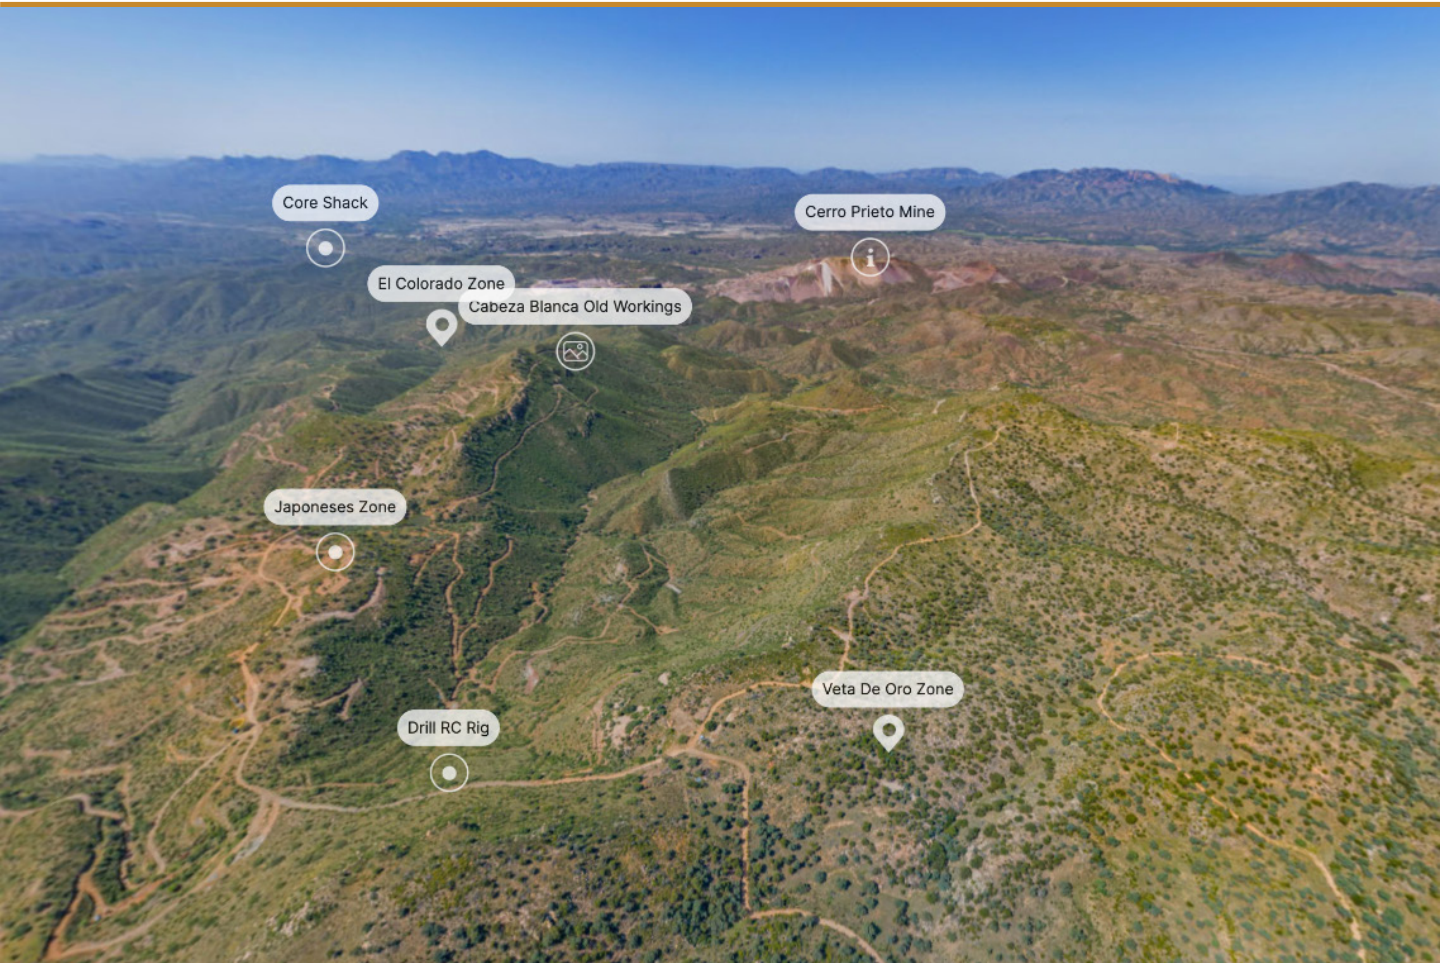 Core Shack
Cerro Prieto Mine
El Colorado Zone
Cabeza Blanca Old Workings
Japoneses Zone
Veta De Oro Zone
Drill RC Rig